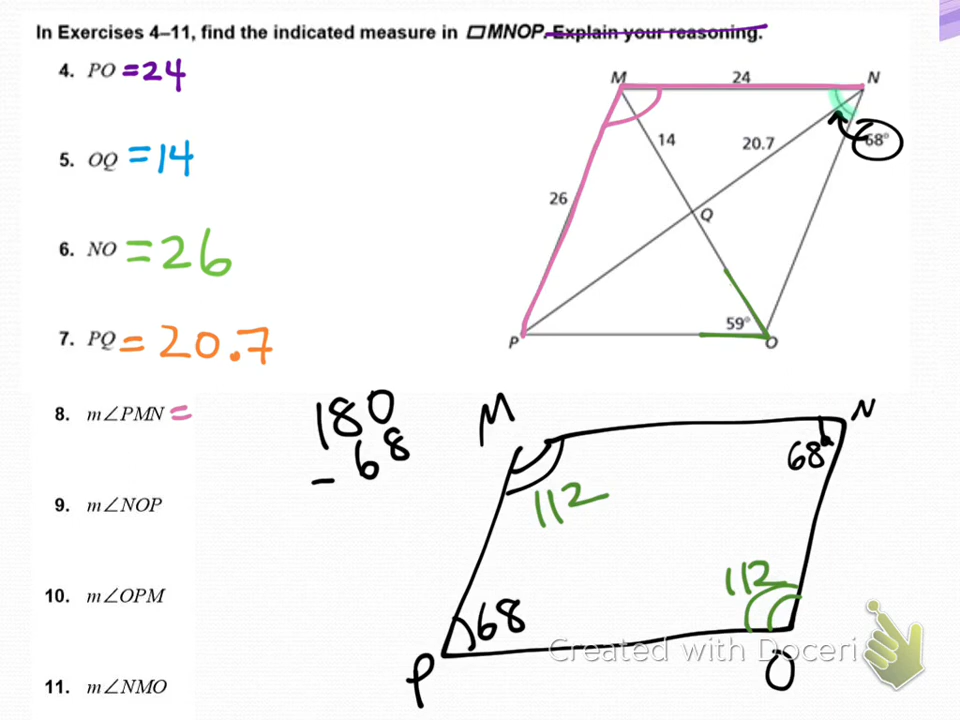 In Exercises 4–11, find the indicated measure in ▱MNOP. Explain your reasoning.
4. PO =24
5. OQ =14
6. NO =26
7. PQ = 20.7
8. m∠PMN =
9. m∠NOP
10. m∠OPM
11. m∠NMO
M 24 N
14 20.7 68°
26
Q
59°
P O
180
- 68
M N
68
112
112
68
P O
Created with Doceri